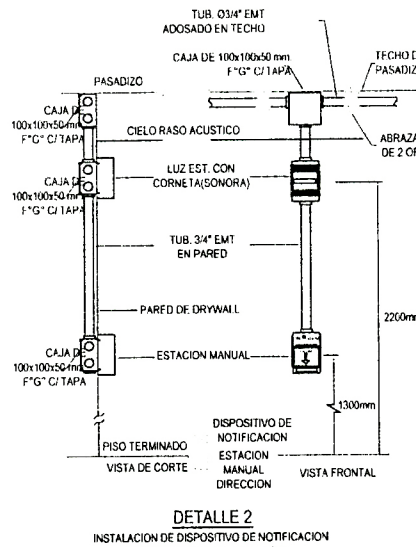 TUB. Ø3/4" EMT
ADOSADO EN TECHO
CAJA DE 100x100x50 mm.
F°G° C/ TAPA
TECHO D
PASADIZ
PASADIZO
CAJA DE
100x100x50 mm
F°G° C/ TAPA
CIELO RASO ACUSTICO
ABRAZA
DE 2 OR
LUZ EST. CON
CORNETA(SONORA)
CAJA DE
100x100x50 mm
F°G° C/ TAPA
TUB. 3/4" EMT
EN PARED
2200mm
PARED DE DRYWALL
CAJA DE
100x100x50 mm
F°G° C/ TAPA
ESTACION MANUAL
1300mm
DISPOSITIVO DE
NOTIFICACION
PISO TERMINADO
ESTACION
MANUAL
DIRECCION
VISTA DE CORTE
VISTA FRONTAL
DETALLE 2
INSTALACION DE DISPOSITIVO DE NOTIFICACION